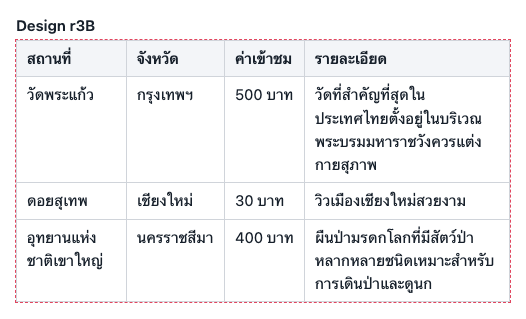 Design r3B
สถานที่ จังหวัด ค่าเข้าชม รายละเอียด
วัดพระแก้ว กรุงเทพฯ 500 บาท วัดที่สำคัญที่สุดใน
ประเทศไทยตั้งอยู่ในบริเวณ
พระบรมมหาราชวังควรแต่ง
กายสุภาพ
ดอยสุเทพ เชียงใหม่ 30 บาท วิวเมืองเชียงใหม่สวยงาม
อุทยานแห่ง นครราชสีมา 400 บาท ผืนป่ามรดกโลกที่มีสัตว์ป่า
ชาติเขาใหญ่ หลากหลายชนิดเหมาะสำหรับ
การเดินป่าและดูนก